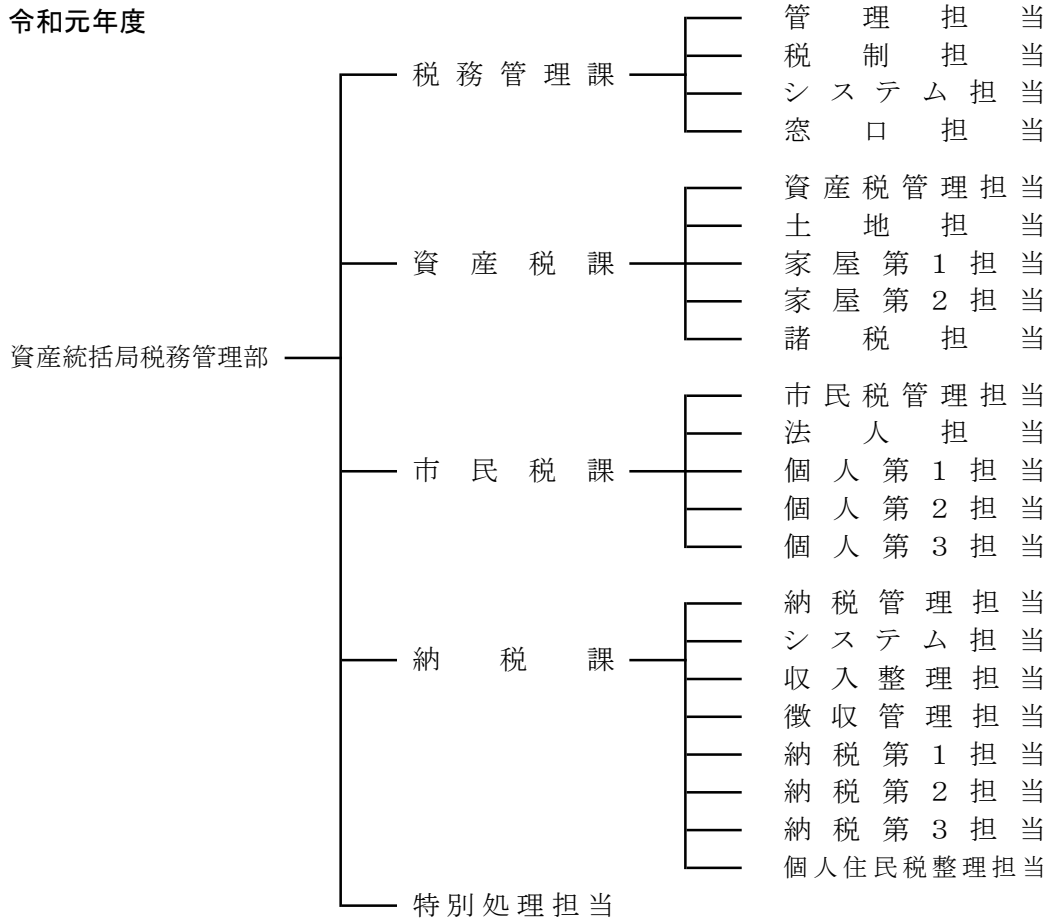 令和元年度
資産統括局税務管理部
税務管理課
管理担当
税制担当
システム担当
窓口担当
資産税課
資産税管理担当
土地担当
家屋第1担当
家屋第2担当
諸税担当
市民税課
市民税管理担当
法人担当
個人第1担当
個人第2担当
個人第3担当
納税課
納税管理担当
システム担当
収入整理担当
徴収管理担当
納税第1担当
納税第2担当
納税第3担当
個人住民税整理担当
特別処理担当